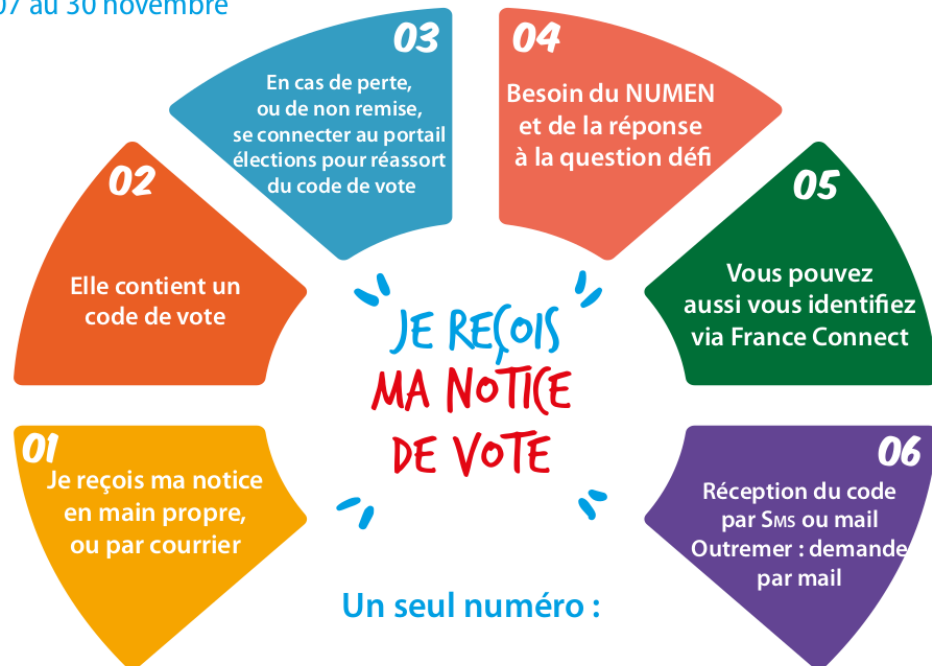 07 au 30 novembre
01
Je reçois ma notice
en main propre,
ou par courrier
02
Elle contient un
code de vote
03
En cas de perte,
ou de non remise,
se connecter au portail
élections pour réassort
du code de vote
04
Besoin du NUMEN
et de la réponse
à la question défi
05
Vous pouvez
aussi vous identifiez
via France Connect
06
Réception du code
par SMS ou mail
Outremer : demande
par mail
JE REÇOIS
MA NOTICE
DE VOTE
Un seul numéro :